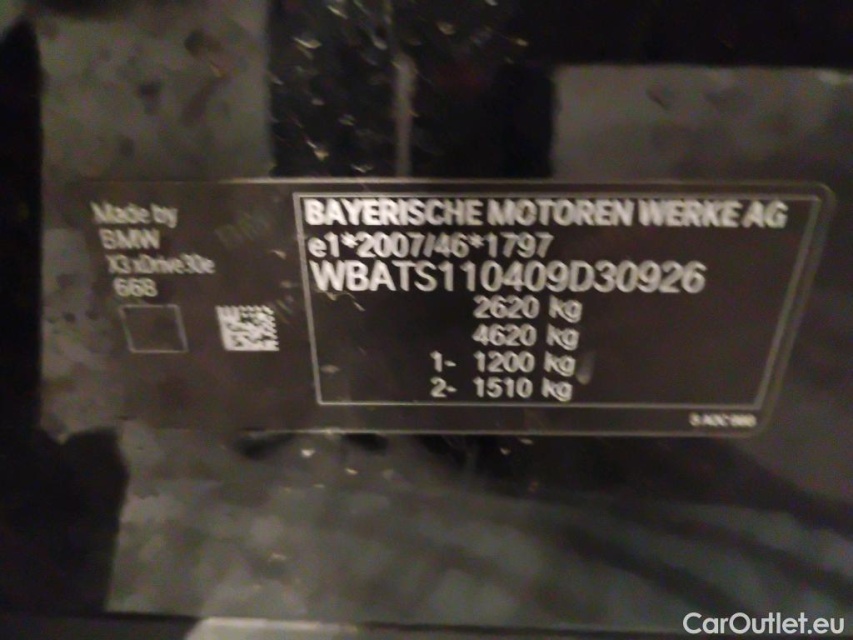 Made by
BMW
X3 xDrive30e
668
BAYERISCHE MOTOREN WERKE AG
e1*2007/46*1797
WBATS110409D30926
2620 kg
4620 kg
1- 1200 kg
2- 1510 kg
CarOutlet.eu